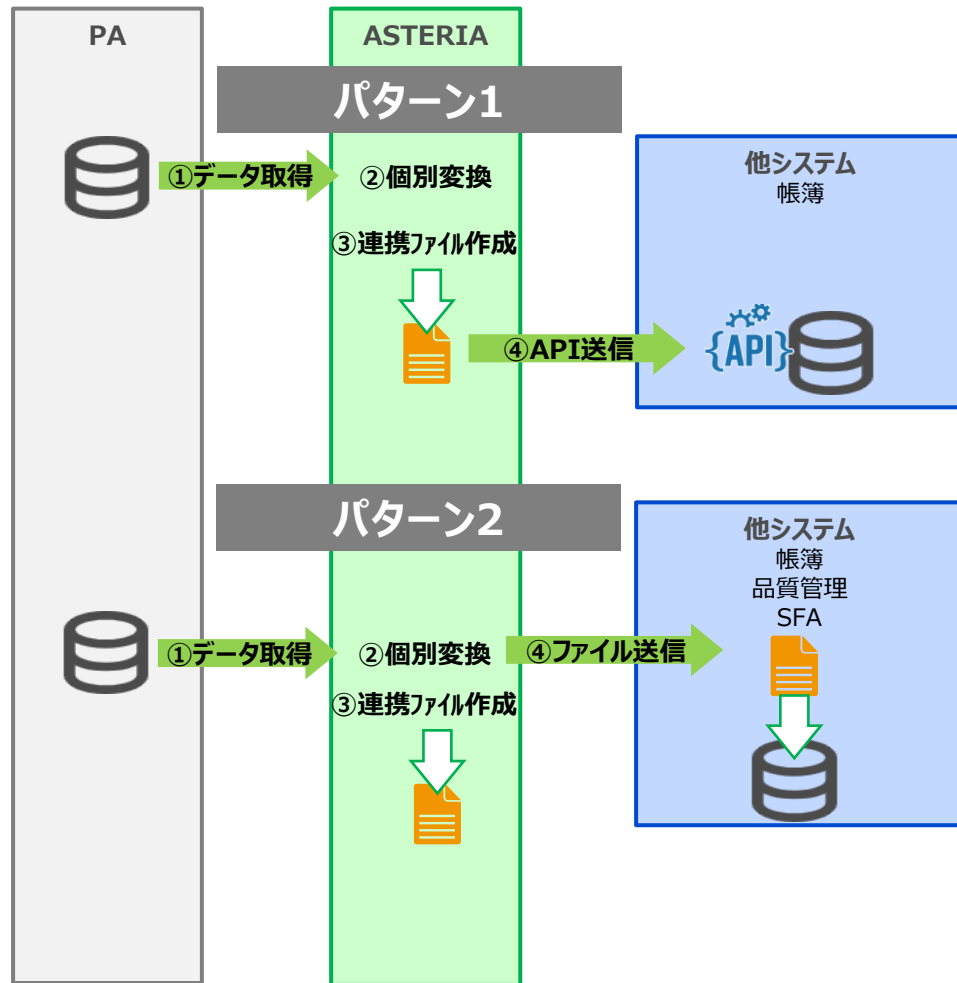 PA
ASTERIA
パターン1
①データ取得
②個別変換
③連携ファイル作成
④API送信
他システム
帳簿
{API}
パターン2
①データ取得
②個別変換
③連携ファイル作成
④ファイル送信
他システム
帳簿
品質管理
SFA